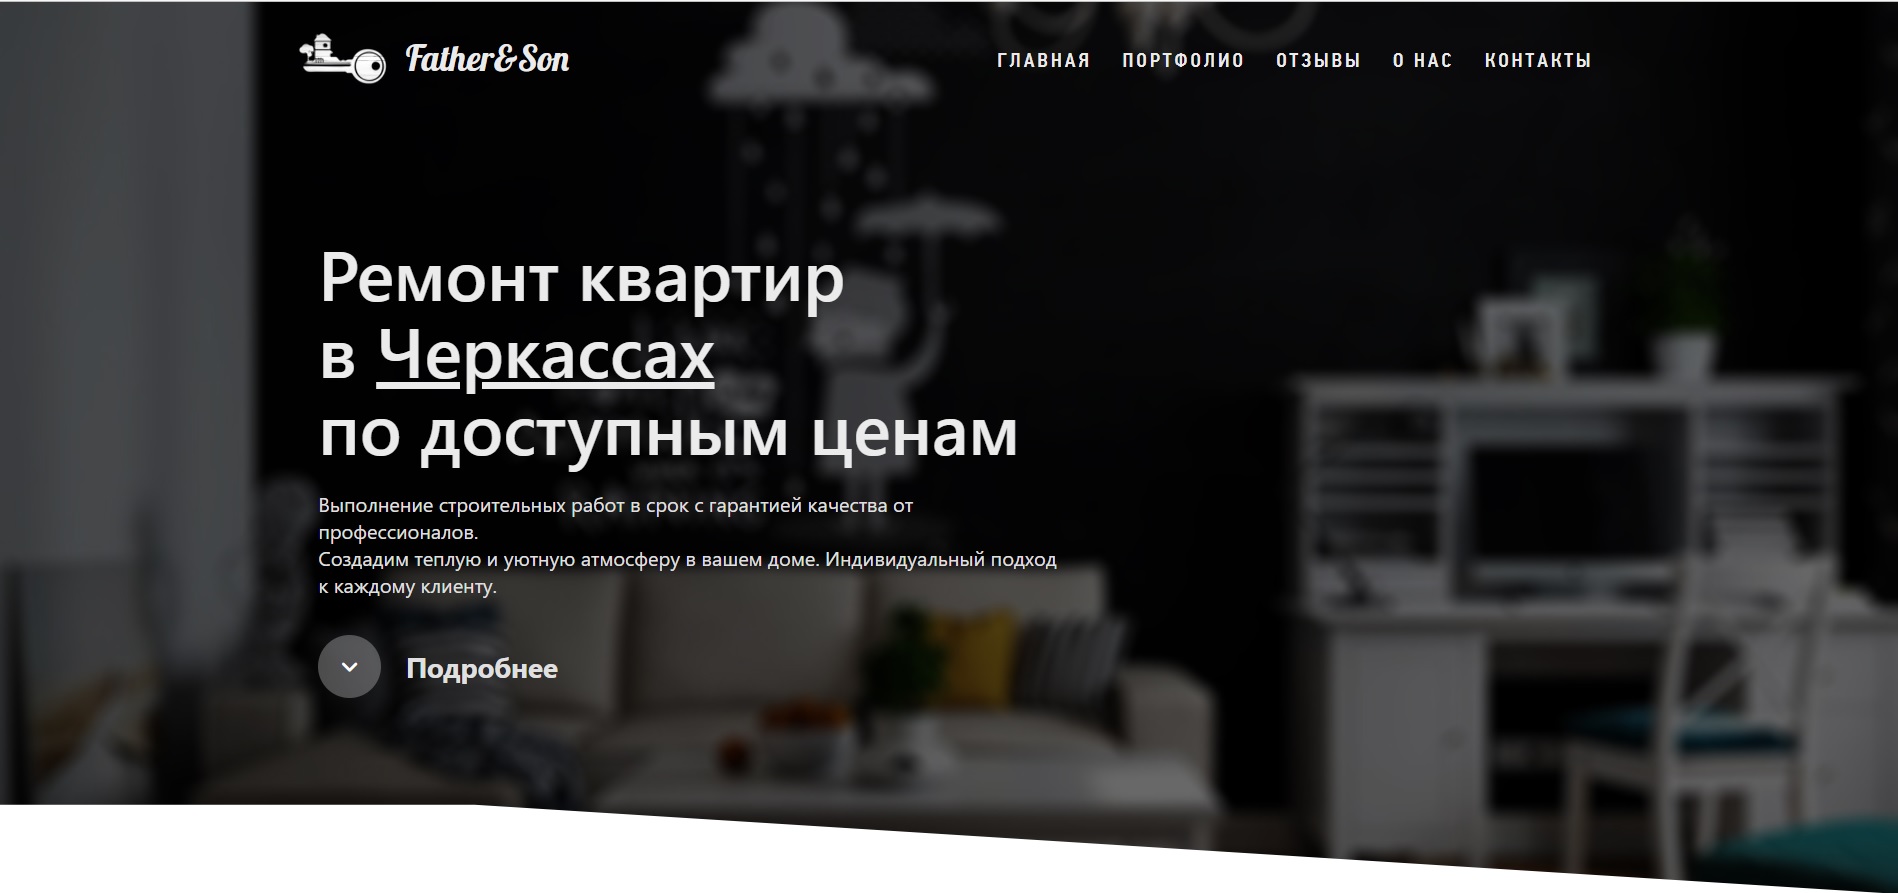 Father&Son
ГЛАВНАЯ ПОРТФОЛИО ОТЗЫВЫ О НАС КОНТАКТЫ
Ремонт квартир
в Черкассах
по доступным ценам
Выполнение строительных работ в срок с гарантией качества от
профессионалов.
Создадим теплую и уютную атмосферу в вашем доме. Индивидуальный подход
к каждому клиенту.
Подробнее